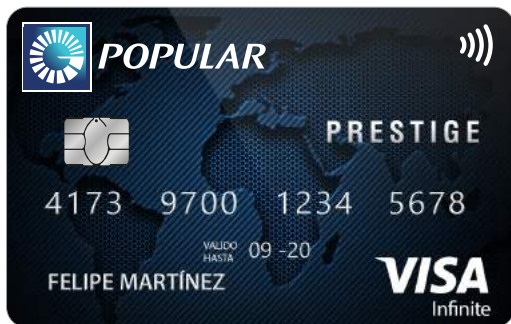 POPULAR
PRESTIGE
4173 9700 1234 5678
VALIDO HASTA 09 -20
FELIPE MARTÍNEZ
VISA
Infinite